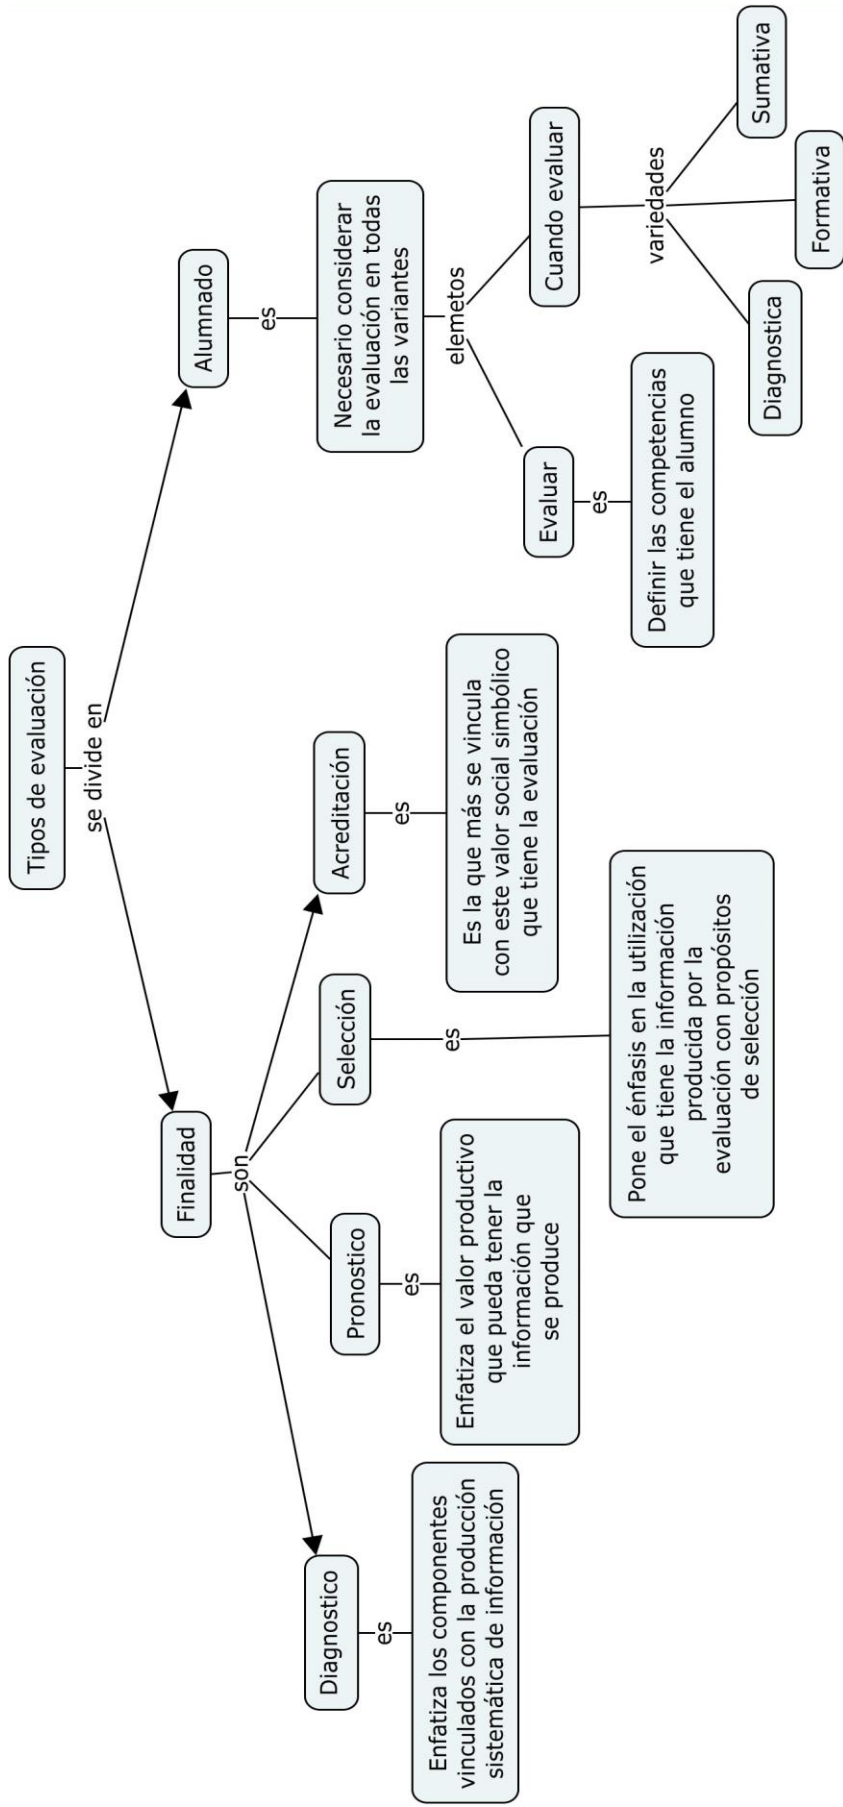 Tipos de evaluación
se divide en
Finalidad
Alumnado
son
es
Diagnostico
Pronostico
Selección
Acreditación
Necesario considerar
la evaluación en todas
las variantes
es
es
es
es
elemetos
Enfatiza los componentes
vinculados con la producción
sistemática de información
Enfatiza el valor productivo
que pueda tener la
información que
se produce
Pone el énfasis en la utilización
que tiene la información
producida por la
evaluación con propósitos
de selección
Es la que más se vincula
con este valor social simbólico
que tiene la evaluación
Evaluar
Cuando evaluar
es
variedades
Definir las competencias
que tiene el alumno
Diagnostica
Formativa
Sumativa